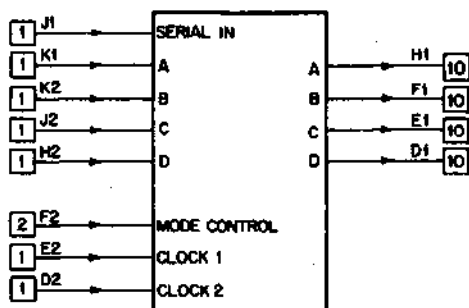 1 J1 SERIAL IN
1 K1 A A H1 10
1 K2 B B F1 10
1 J2 C C E1 10
1 H2 D D D1 10
2 F2 MODE CONTROL
1 E2 CLOCK 1
1 D2 CLOCK 2